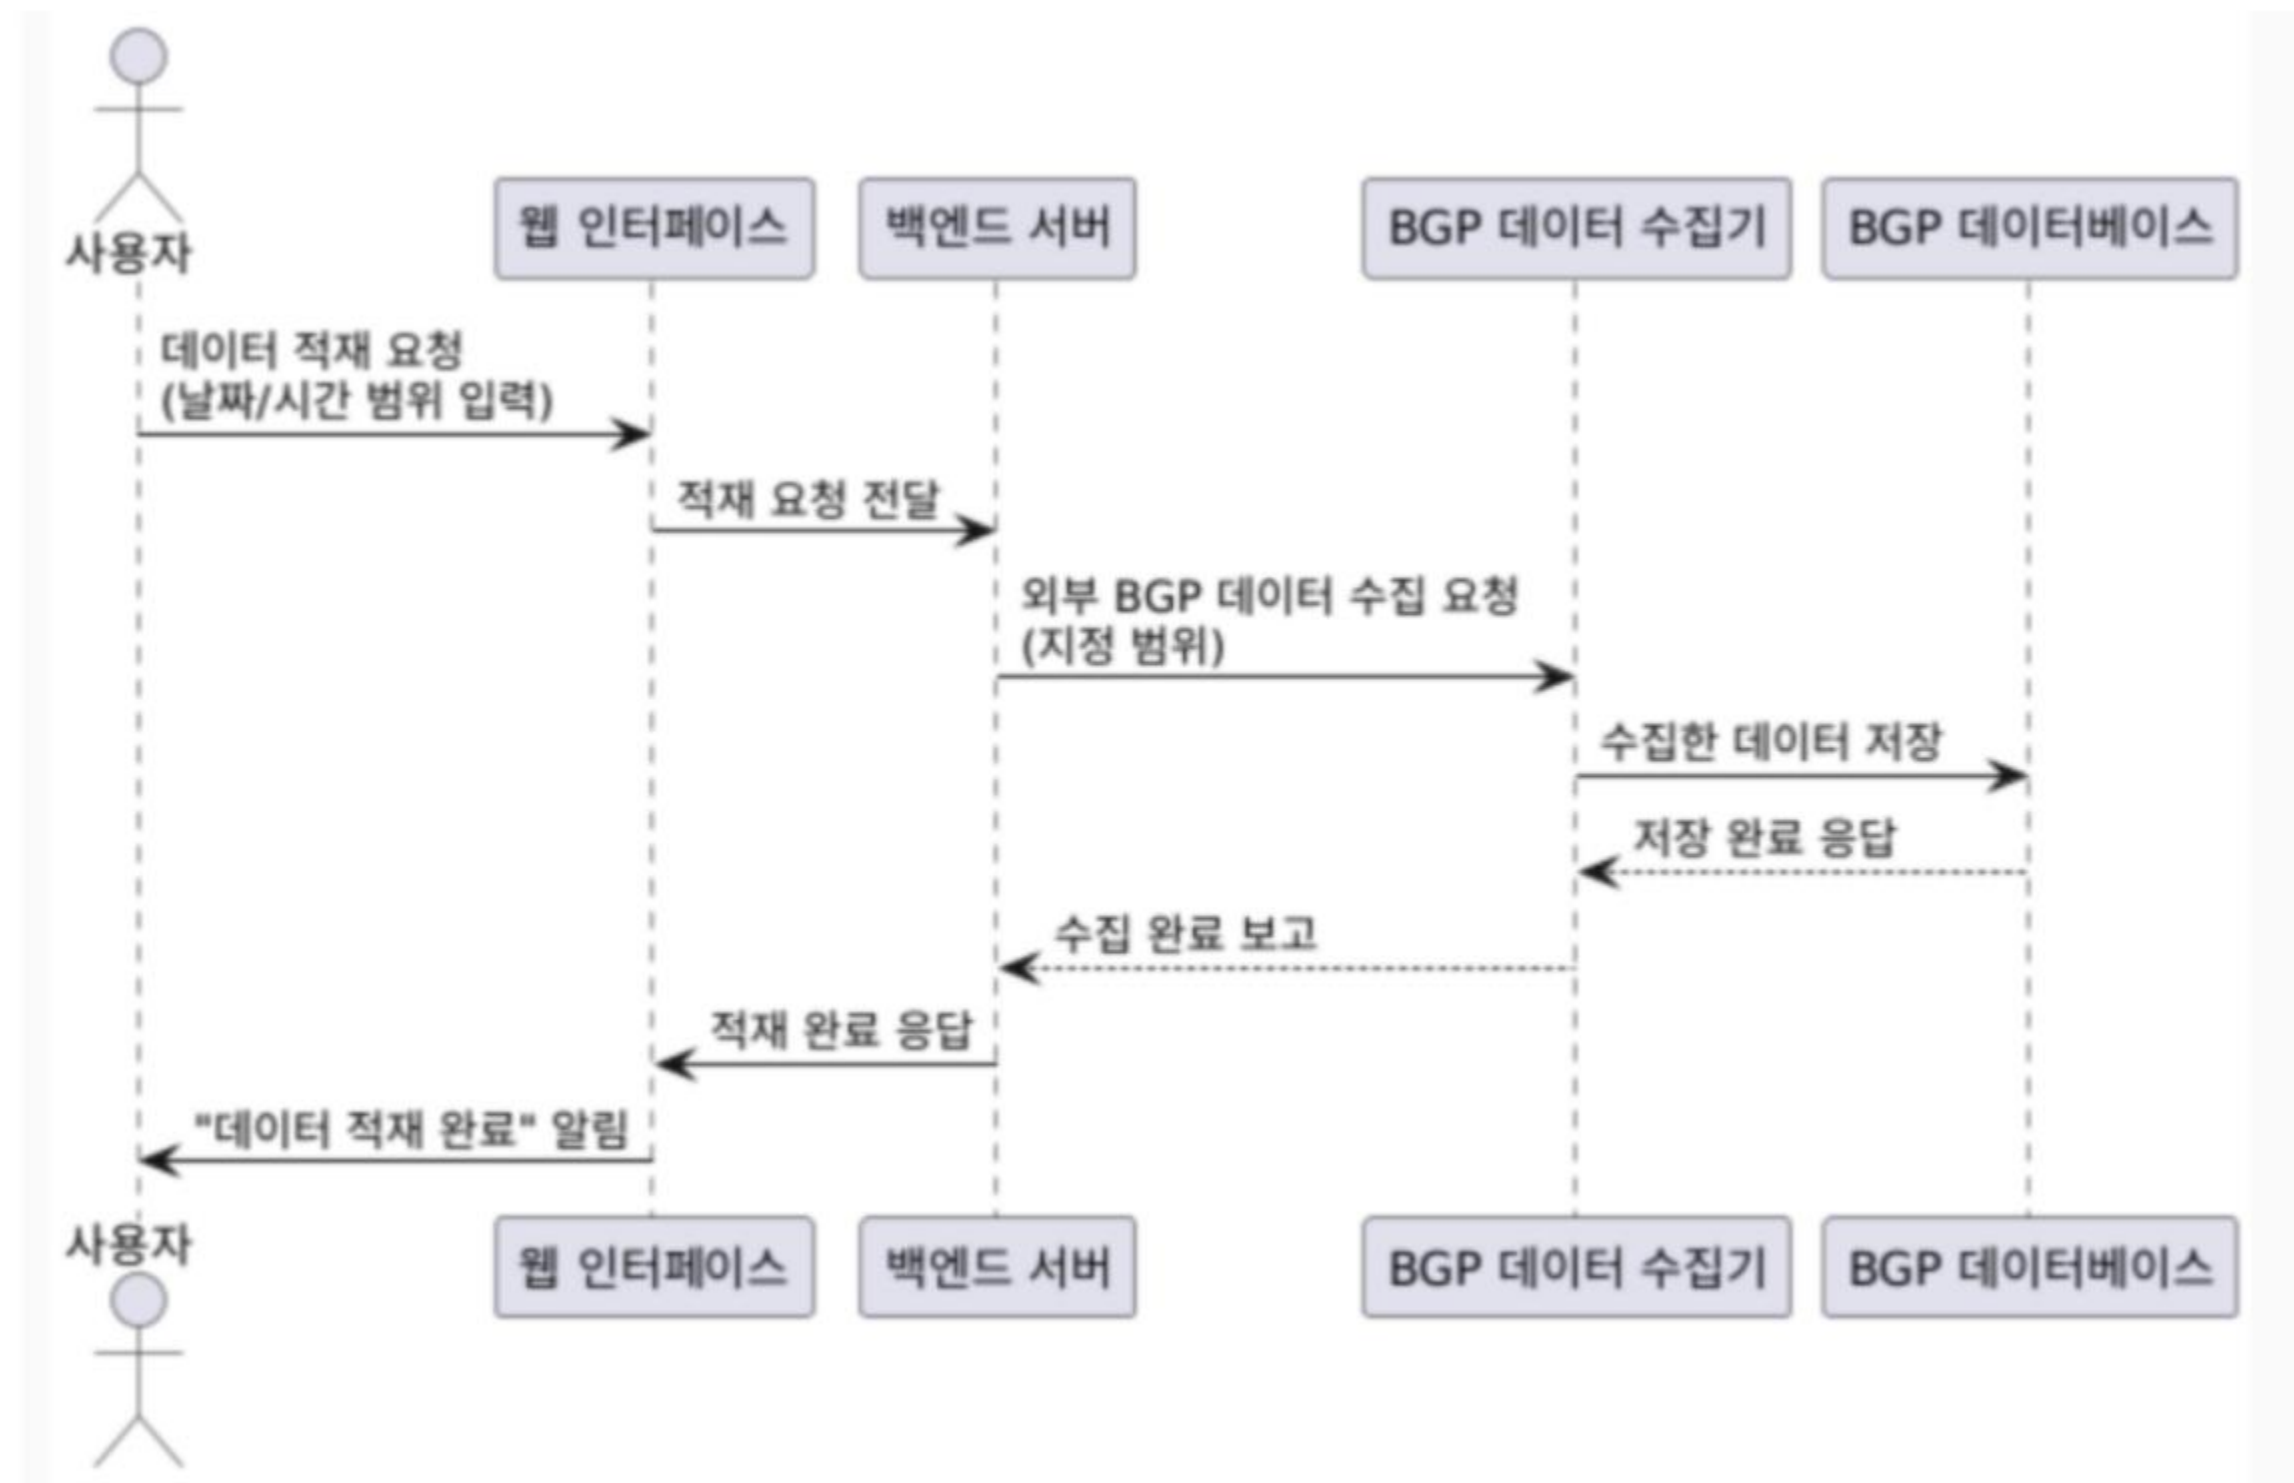 사용자
웹 인터페이스
백엔드 서버
BGP 데이터 수집기
BGP 데이터베이스
데이터 적재 요청
(날짜/시간 범위 입력)
적재 요청 전달
외부 BGP 데이터 수집 요청
(지정 범위)
수집한 데이터 저장
저장 완료 응답
수집 완료 보고
적재 완료 응답
"데이터 적재 완료" 알림
사용자
웹 인터페이스
백엔드 서버
BGP 데이터 수집기
BGP 데이터베이스